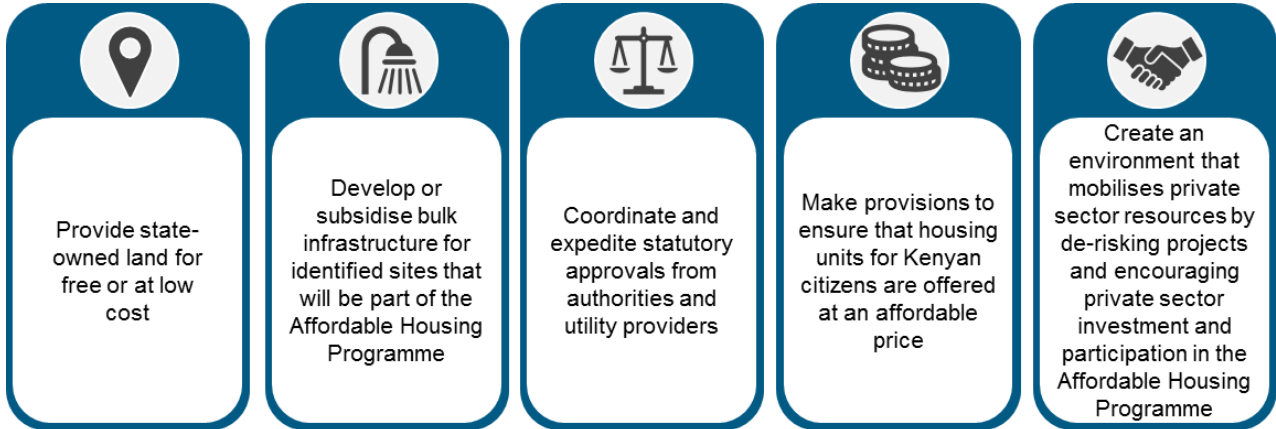 Provide state-
owned land for
free or at low
cost
Develop or
subsidise bulk
infrastructure for
identified sites that
will be part of the
Affordable Housing
Programme
Coordinate and
expedite statutory
approvals from
authorities and
utility providers
Make provisions to
ensure that housing
units for Kenyan
citizens are offered
at an affordable
price
Create an
environment that
mobilises private
sector resources by
de-risking projects
and encouraging
private sector
investment and
participation in the
Affordable Housing
Programme